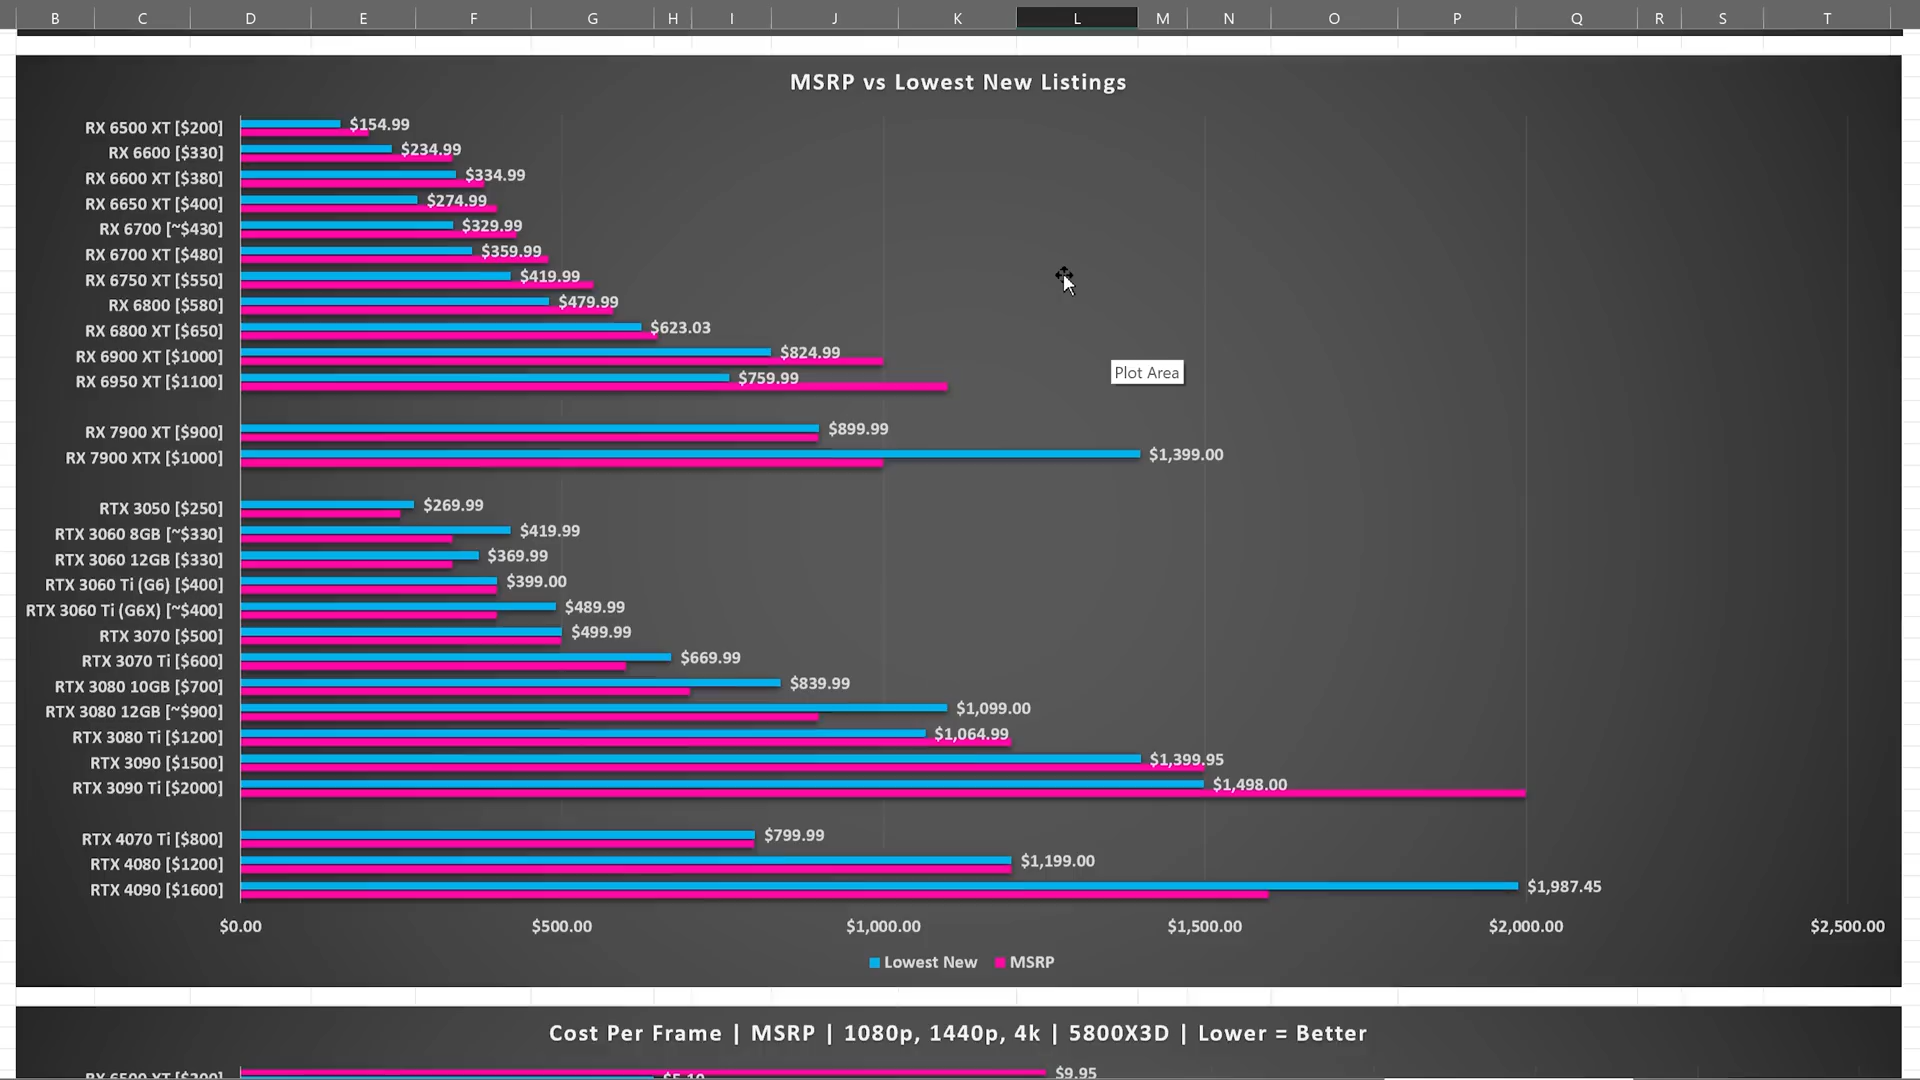 B C D E F G H I J K L M N O P Q R S T
MSRP vs Lowest New Listings
RX 6500 XT [$200] $154.99
RX 6600 [$330] $234.99
RX 6600 XT [$380] $334.99
RX 6650 XT [$400] $274.99
RX 6700 [~$430] $329.99
RX 6700 XT [$480] $359.99
RX 6750 XT [$550] $419.99
RX 6800 [$580] $479.99
RX 6800 XT [$650] $623.03
RX 6900 XT [$1000] $824.99
RX 6950 XT [$1100] $759.99
Plot Area
RX 7900 XT [$900] $899.99
RX 7900 XTX [$1000] $1,399.00
RTX 3050 [$250] $269.99
RTX 3060 8GB [~$330] $419.99
RTX 3060 12GB [$330] $369.99
RTX 3060 Ti (G6) [$400] $399.00
RTX 3060 Ti (G6X) [~$400] $489.99
RTX 3070 [$500] $499.99
RTX 3070 Ti [$600] $669.99
RTX 3080 10GB [$700] $839.99
RTX 3080 12GB [~$900] $1,099.00
RTX 3080 Ti [$1200] $1,064.99
RTX 3090 [$1500] $1,399.95
RTX 3090 Ti [$2000] $1,498.00
RTX 4070 Ti [$800] $799.99
RTX 4080 [$1200] $1,199.00
RTX 4090 [$1600] $1,987.45
$0.00 $500.00 $1,000.00 $1,500.00 $2,000.00 $2,500.00
Lowest New MSRP
Cost Per Frame | MSRP | 1080p, 1440p, 4k | 5800X3D | Lower = Better
RX 6500 XT [$200] $9.95